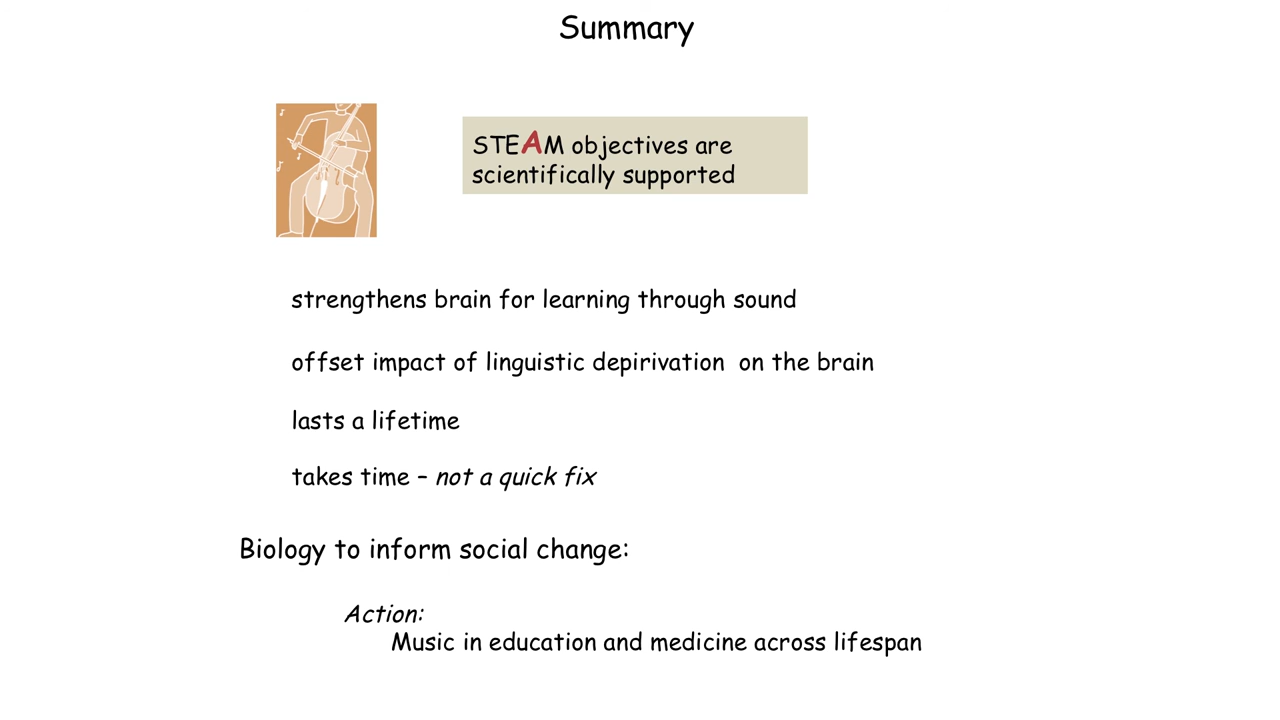 Summary
STEAM objectives are
scientifically supported
strengthens brain for learning through sound
offset impact of linguistic depirivation on the brain
lasts a lifetime
takes time – not a quick fix
Biology to inform social change:
Action:
Music in education and medicine across lifespan